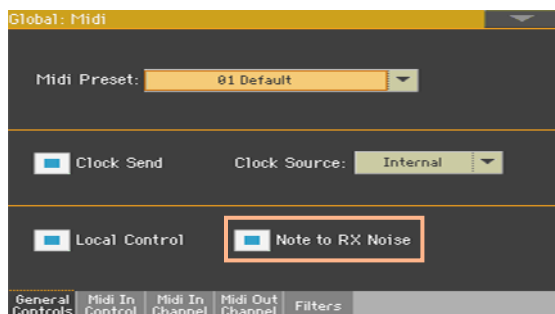 Global: Midi
Midi Preset: 01 Default
Clock Send Clock Source: Internal
Local Control Note to RX Noise
General Controls Midi In Control Midi In Channel Midi Out Channel Filters